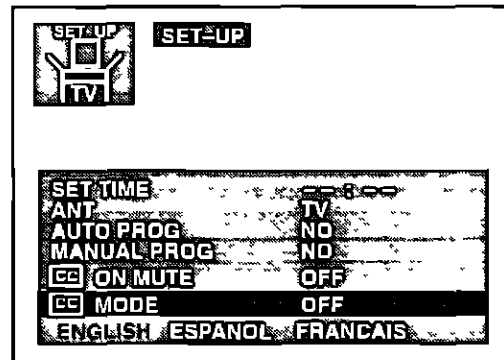 SET UP
TV
SET-UP
SET TIME --:--
ANT TV
AUTO PROG NO
MANUAL PROG NO
CC ON MUTE OFF
CC MODE OFF
ENGLISH ESPANOL FRANCAIS